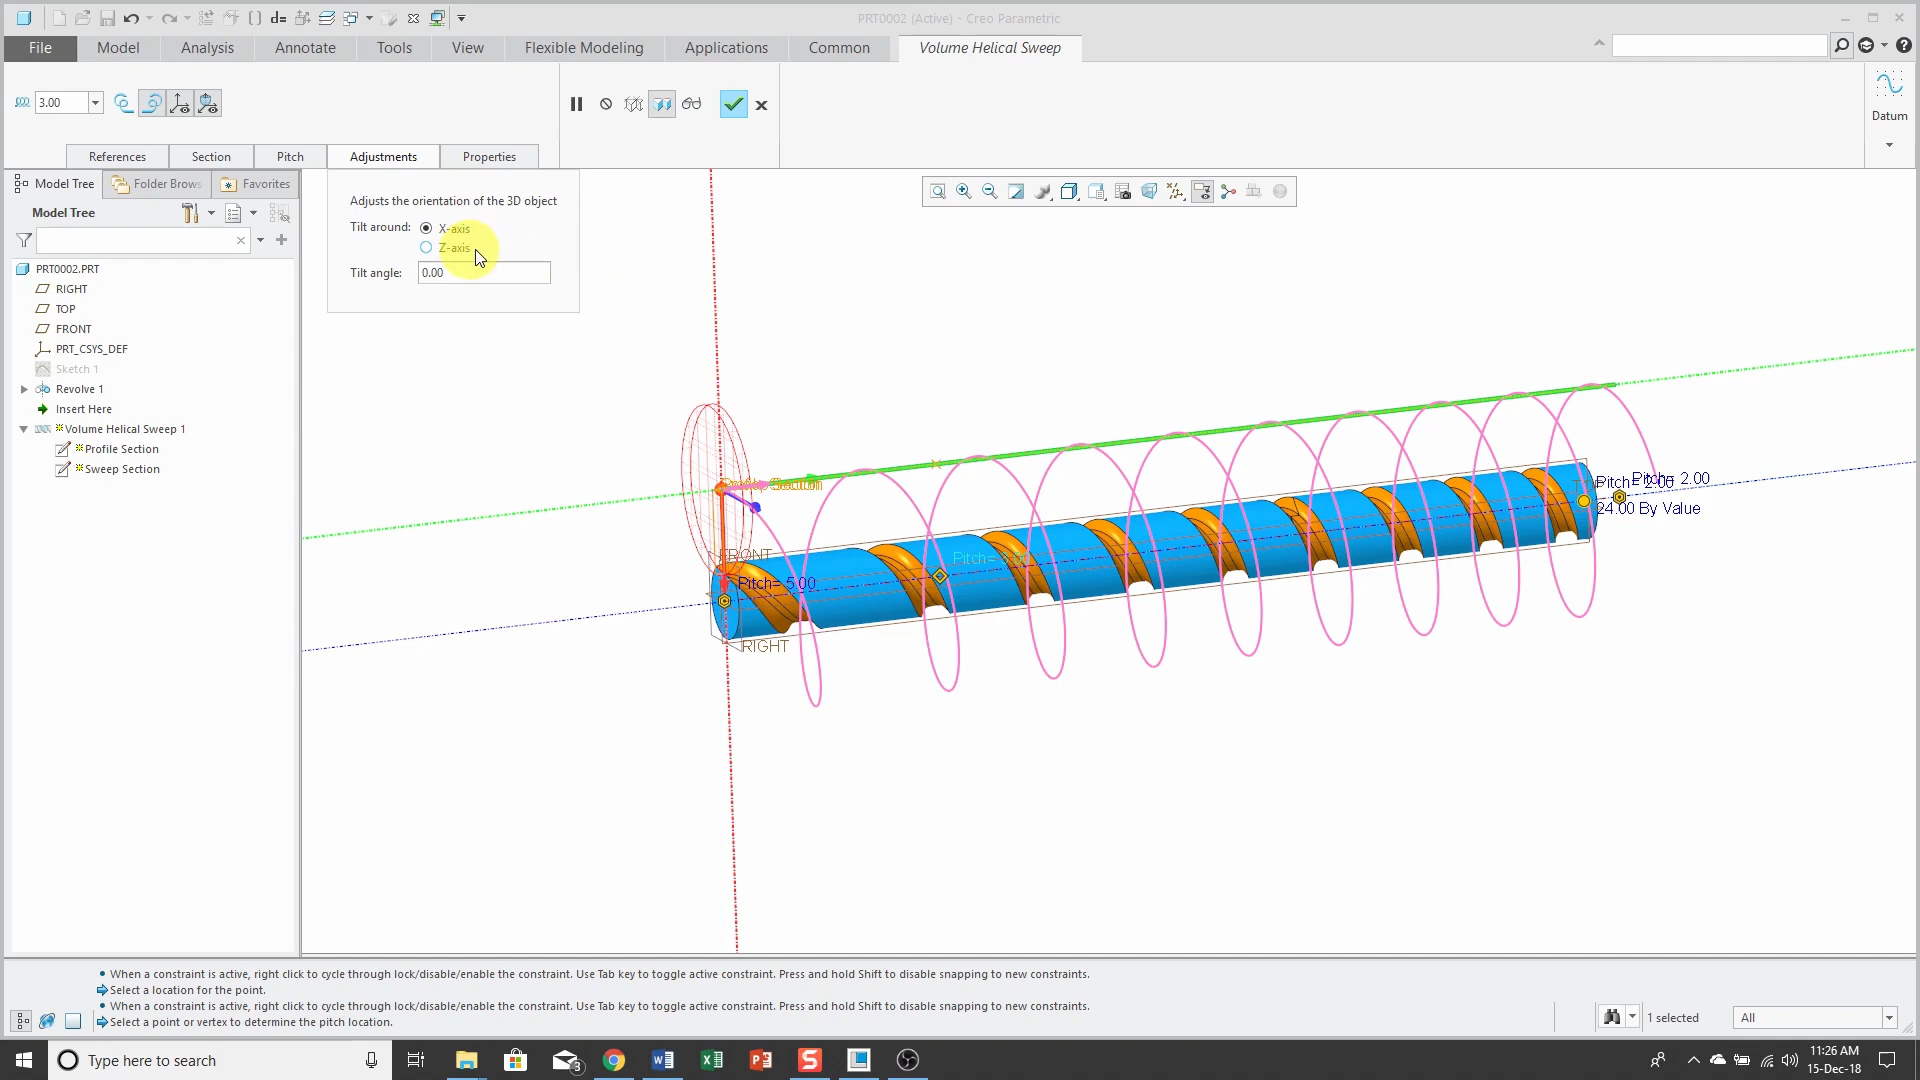 PRT0002 (Active) - Creo Parametric
File
Model
Analysis
Annotate
Tools
View
Flexible Modeling
Applications
Common
Volume Helical Sweep
3.00
Datum
References
Section
Pitch
Adjustments
Properties
Model Tree
Folder Brows
Favorites
Model Tree
PRT0002.PRT
RIGHT
TOP
FRONT
PRT_CSYS_DEF
Sketch 1
Revolve 1
Insert Here
Volume Helical Sweep 1
Profile Section
Sweep Section
Adjusts the orientation of the 3D object
Tilt around:
X-axis
Z-axis
Tilt angle:
0.00
FRONT
Pitch= 5.00
RIGHT
Pitch= 2.00
24.00 By Value
When a constraint is active, right click to cycle through lock/disable/enable the constraint. Use Tab key to toggle active constraint. Press and hold Shift to disable snapping to new constraints.
Select a location for the point.
When a constraint is active, right click to cycle through lock/disable/enable the constraint. Use Tab key to toggle active constraint. Press and hold Shift to disable snapping to new constraints.
Select a point or vertex to determine the pitch location.
1 selected
All
Type here to search
3
11:26 AM
15-Dec-18